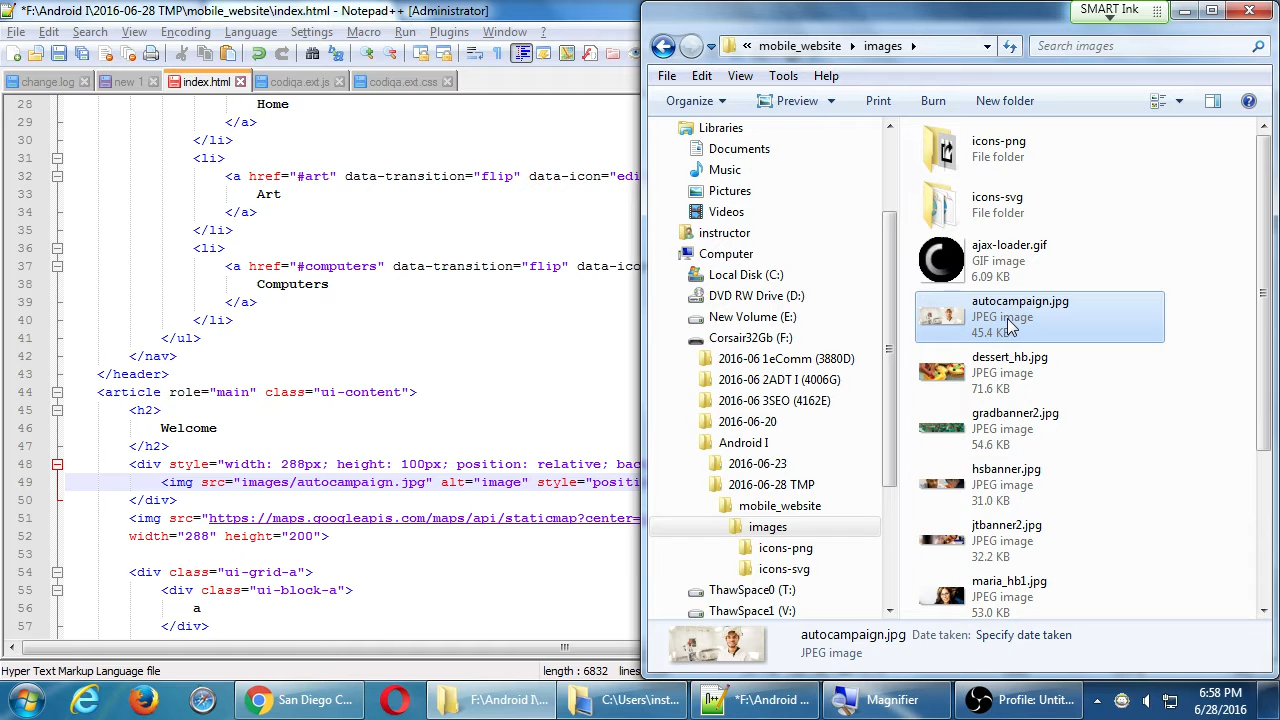 *F:\Android I\2016-06-28 TMP\mobile_website\index.html - Notepad++ [Administrator]
File Edit Search View Encoding Language Settings Macro Run Plugins Window ?
change.log new 1 index.html codiqa.ext.js codiqa.ext.css
28 Home
29 </a>
30 </li>
31 <li>
32 <a href="#art" data-transition="flip" data-icon="edi
33 Art
34 </a>
35 </li>
36 <li>
37 <a href="#computers" data-transition="flip" data-ico
38 Computers
39 </a>
40 </li>
41 </ul>
42 </nav>
43 </header>
44 <article role="main" class="ui-content">
45 <h2>
46 Welcome
47 </h2>
48 <div style="width: 288px; height: 100px; position: relative; bac
49 <img src="images/autocampaign.jpg" alt="image" style="positi
50 </div>
51 <img src="https://maps.googleapis.com/maps/api/staticmap?center=
52 width="288" height="200">
53
54 <div class="ui-grid-a">
55 <div class="ui-block-a">
56 a
57 </div>
Hyper Text Markup Language file length : 6832 lines
SMART Ink
« mobile_website images
Search images
File Edit View Tools Help
Organize Preview Print Burn New folder
Libraries
Documents
Music
Pictures
Videos
instructor
Computer
Local Disk (C:)
DVD RW Drive (D:)
New Volume (E:)
Corsair32Gb (F:)
2016-06 1eComm (3880D)
2016-06 2ADT I (4006G)
2016-06 3SEO (4162E)
2016-06-20
Android I
2016-06-23
2016-06-28 TMP
mobile_website
images
icons-png
icons-svg
ThawSpace0 (T:)
ThawSpace1 (V:)
icons-png
File folder
icons-svg
File folder
ajax-loader.gif
GIF image
6.09 KB
autocampaign.jpg
JPEG image
45.4 KB
dessert_hb.jpg
JPEG image
71.6 KB
gradbanner2.jpg
JPEG image
54.6 KB
hsbanner.jpg
JPEG image
31.0 KB
jtbanner2.jpg
JPEG image
32.2 KB
maria_hb1.jpg
JPEG image
53.0 KB
autocampaign.jpg Date taken: Specify date taken
JPEG image
San Diego C... F:\Android I\... C:\Users\inst... *F:\Android ... Magnifier Profile: Untit...
6:58 PM
6/28/2016